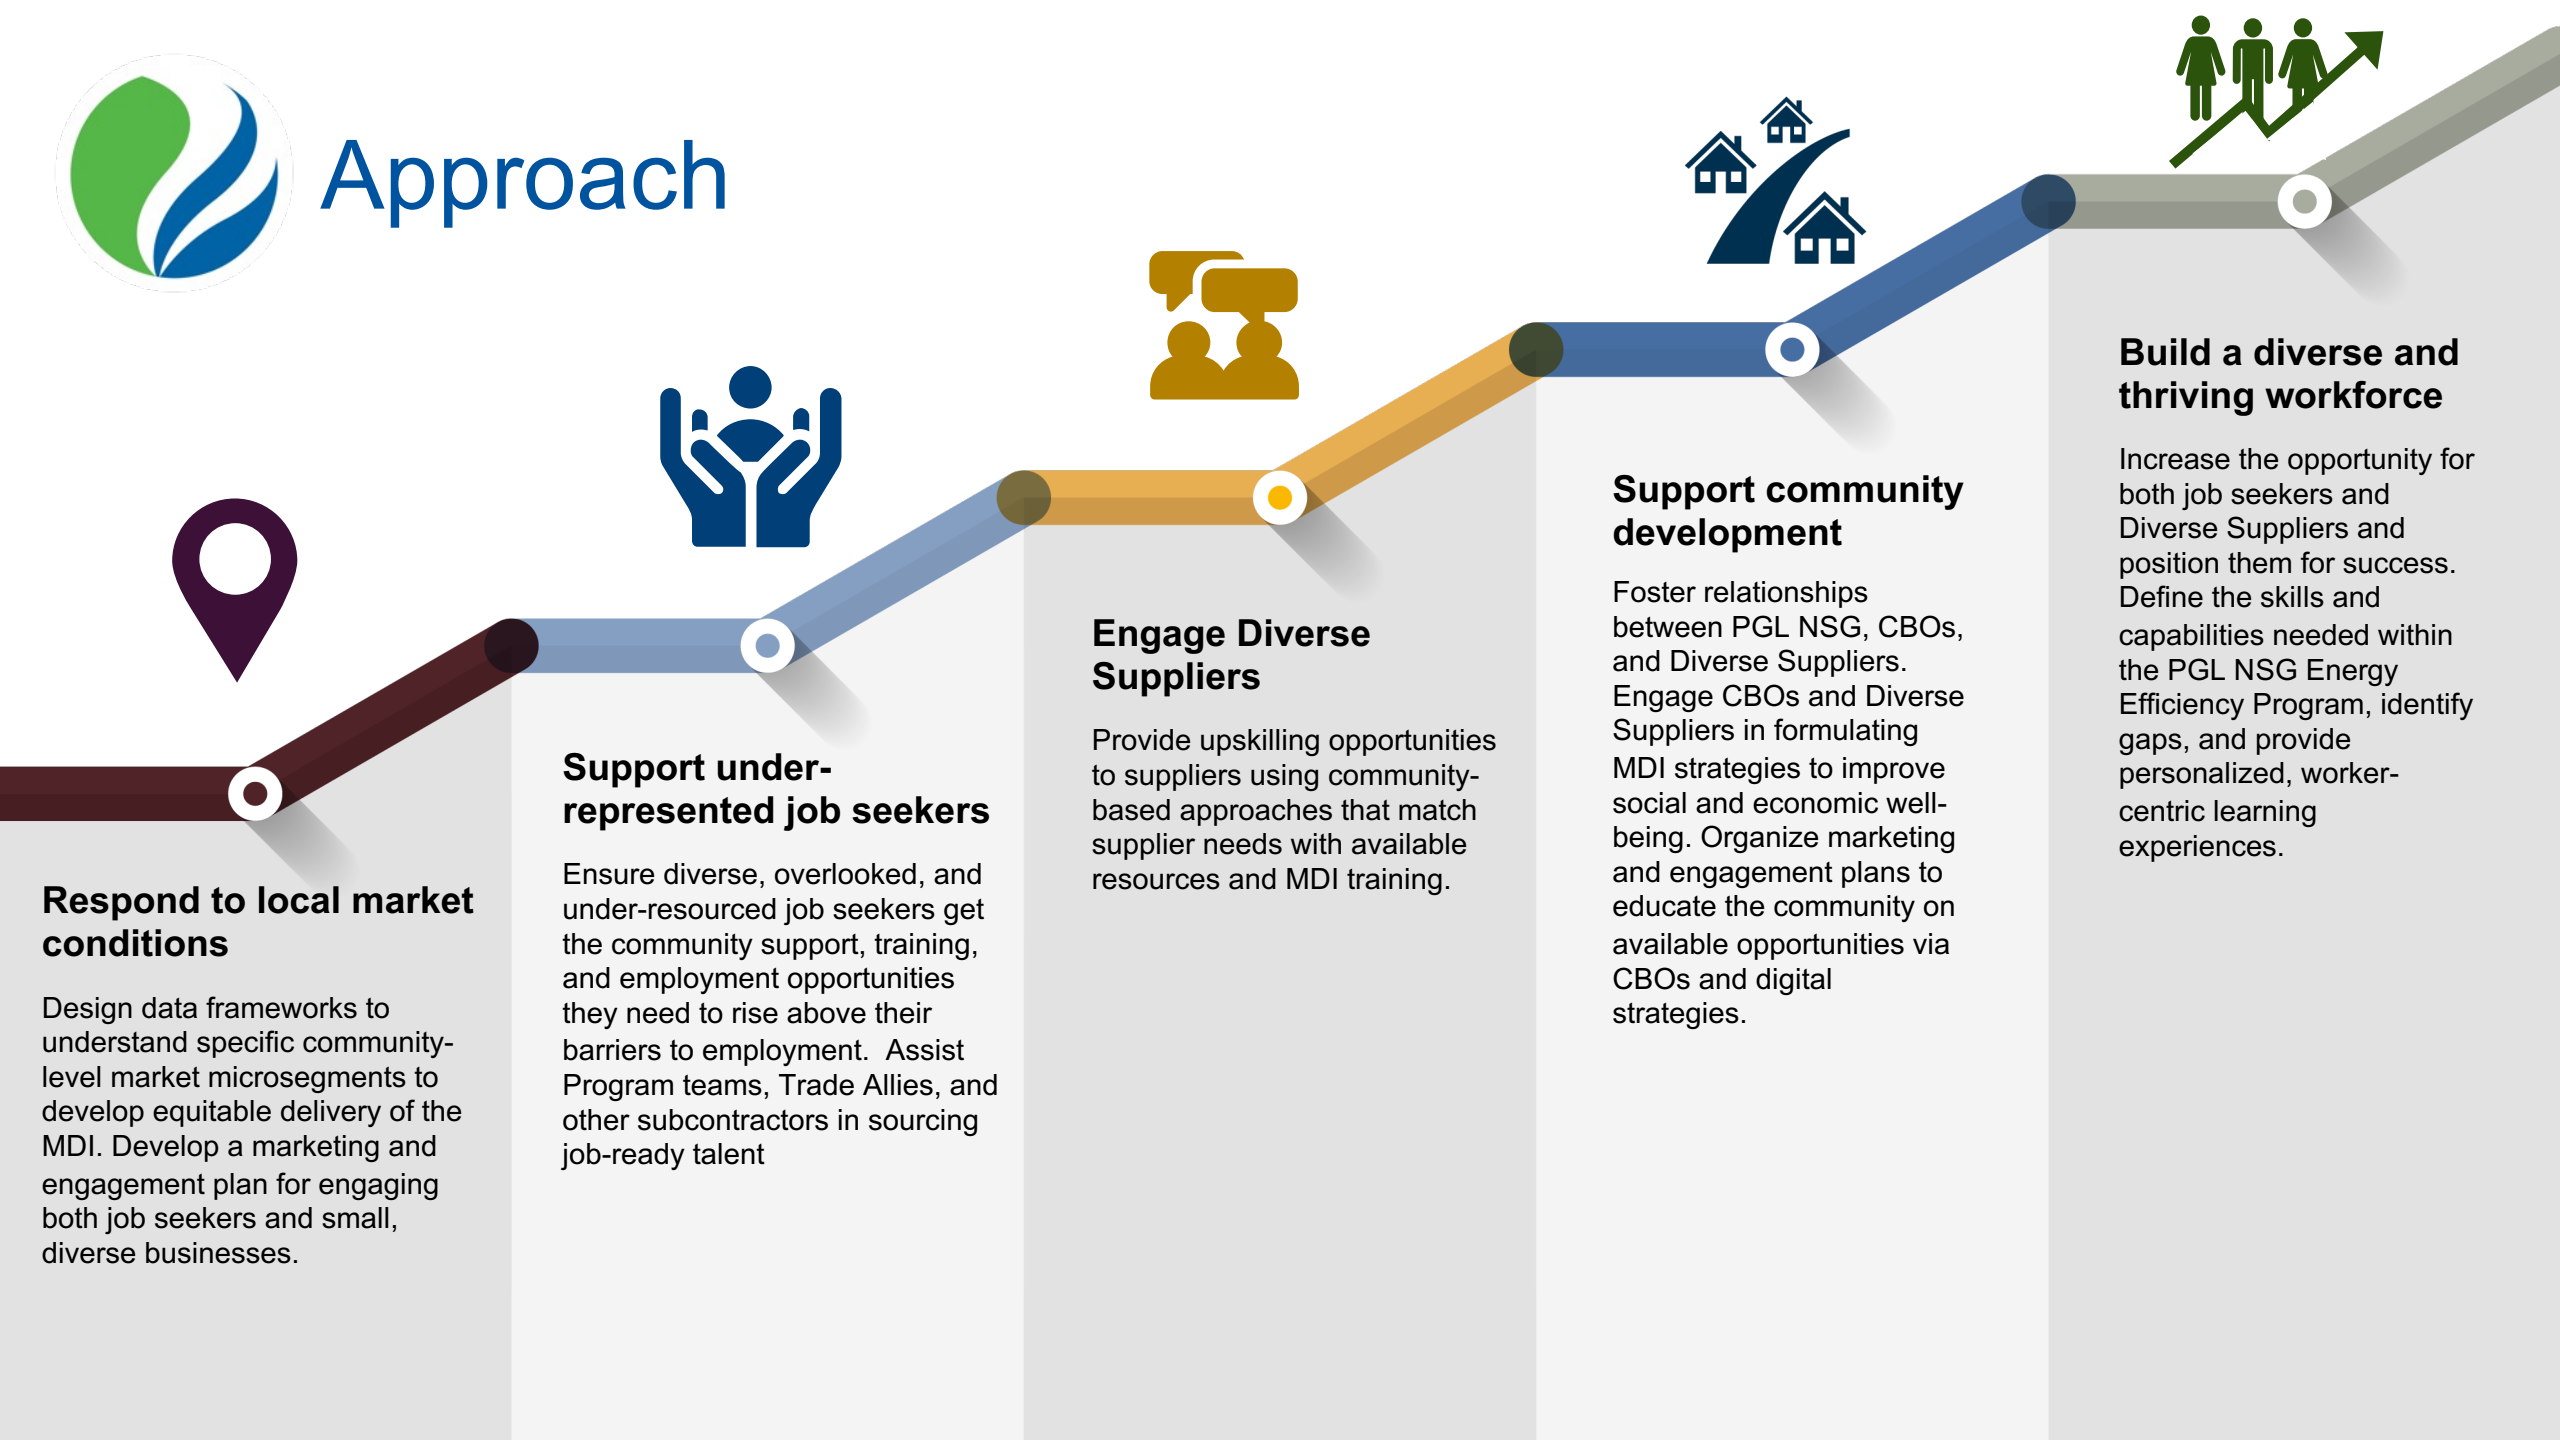 Approach
Respond to local market
conditions
Design data frameworks to
understand specific community-
level market microsegments to
develop equitable delivery of the
MDI. Develop a marketing and
engagement plan for engaging
both job seekers and small,
diverse businesses.
Support under-
represented job seekers
Ensure diverse, overlooked, and
under-resourced job seekers get
the community support, training,
and employment opportunities
they need to rise above their
barriers to employment.  Assist
Program teams, Trade Allies, and
other subcontractors in sourcing
job-ready talent
Engage Diverse
Suppliers
Provide upskilling opportunities
to suppliers using community-
based approaches that match
supplier needs with available
resources and MDI training.
Support community
development
Foster relationships
between PGL NSG, CBOs,
and Diverse Suppliers.
Engage CBOs and Diverse
Suppliers in formulating
MDI strategies to improve
social and economic well-
being. Organize marketing
and engagement plans to
educate the community on
available opportunities via
CBOs and digital
strategies.
Build a diverse and
thriving workforce
Increase the opportunity for
both job seekers and
Diverse Suppliers and
position them for success.
Define the skills and
capabilities needed within
the PGL NSG Energy
Efficiency Program, identify
gaps, and provide
personalized, worker-
centric learning
experiences.